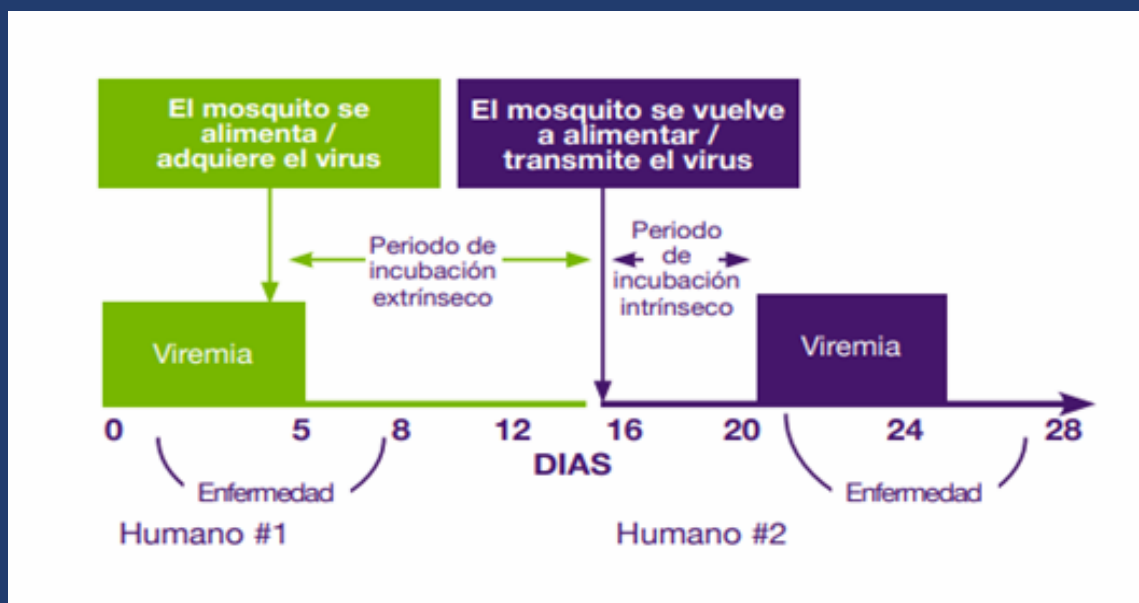 El mosquito se
alimenta /
adquiere el virus
El mosquito se vuelve
a alimentar /
transmite el virus
Periodo de
incubación
extrínseco
Periodo
de
incubación
intrínseco
Viremia
Viremia
0 5 8 12 16 20 24 28
DIAS
Enfermedad
Enfermedad
Humano #1
Humano #2